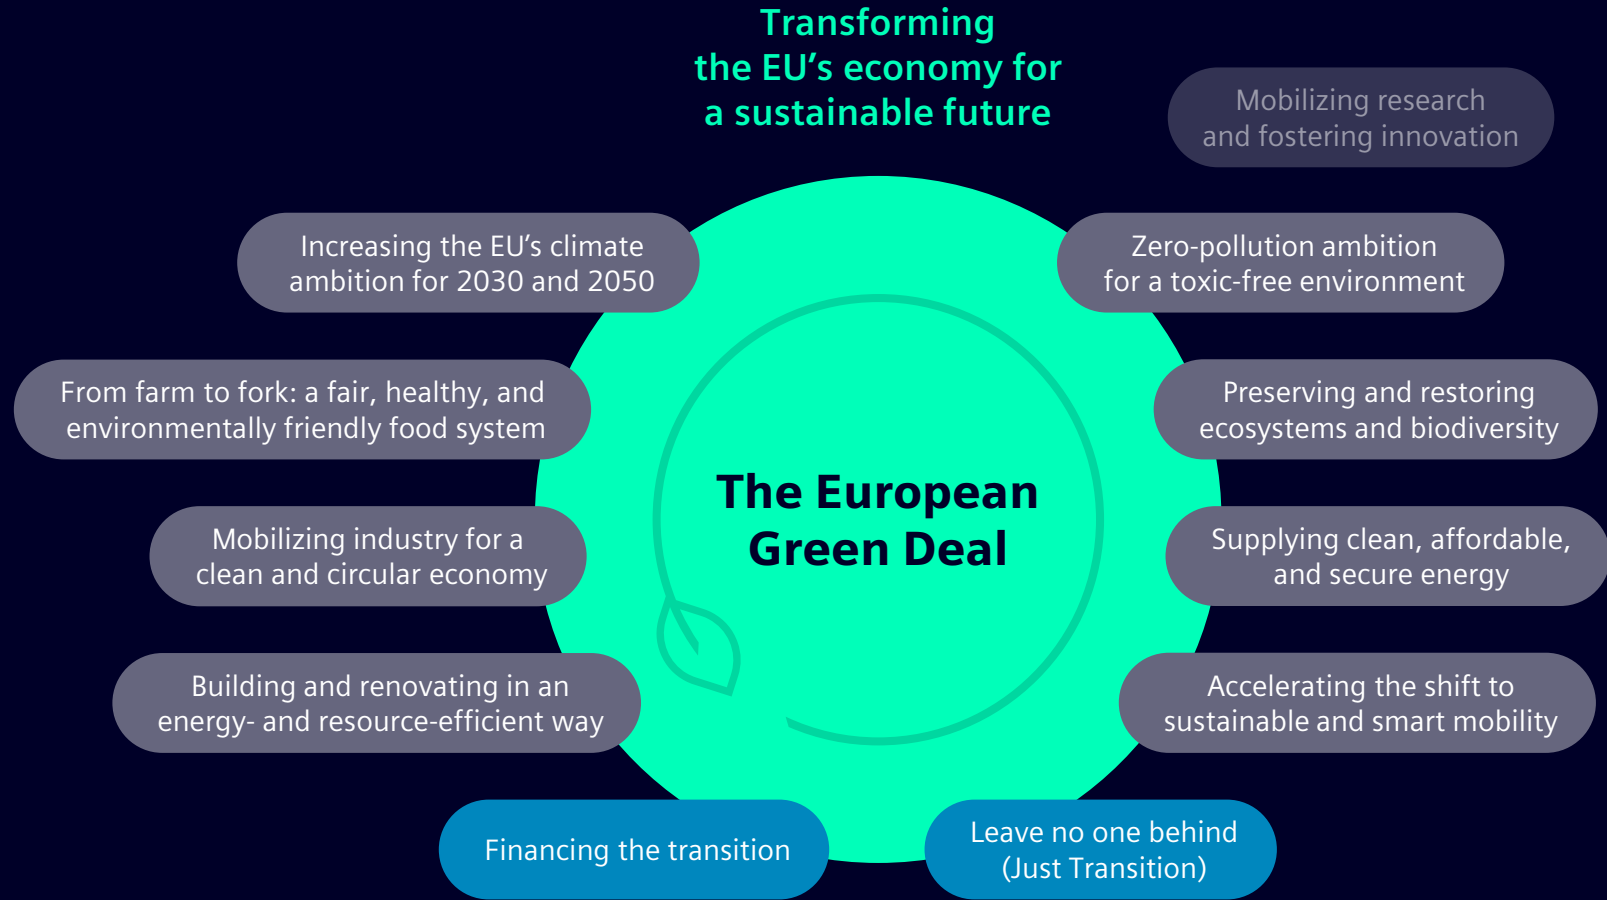 Transforming
the EU’s economy for
a sustainable future
Mobilizing research
and fostering innovation
Increasing the EU’s climate
ambition for 2030 and 2050
Zero-pollution ambition
for a toxic-free environment
From farm to fork: a fair, healthy, and
environmentally friendly food system
Preserving and restoring
ecosystems and biodiversity
The European
Green Deal
Mobilizing industry for a
clean and circular economy
Supplying clean, affordable,
and secure energy
Building and renovating in an
energy- and resource-efficient way
Accelerating the shift to
sustainable and smart mobility
Financing the transition
Leave no one behind
(Just Transition)